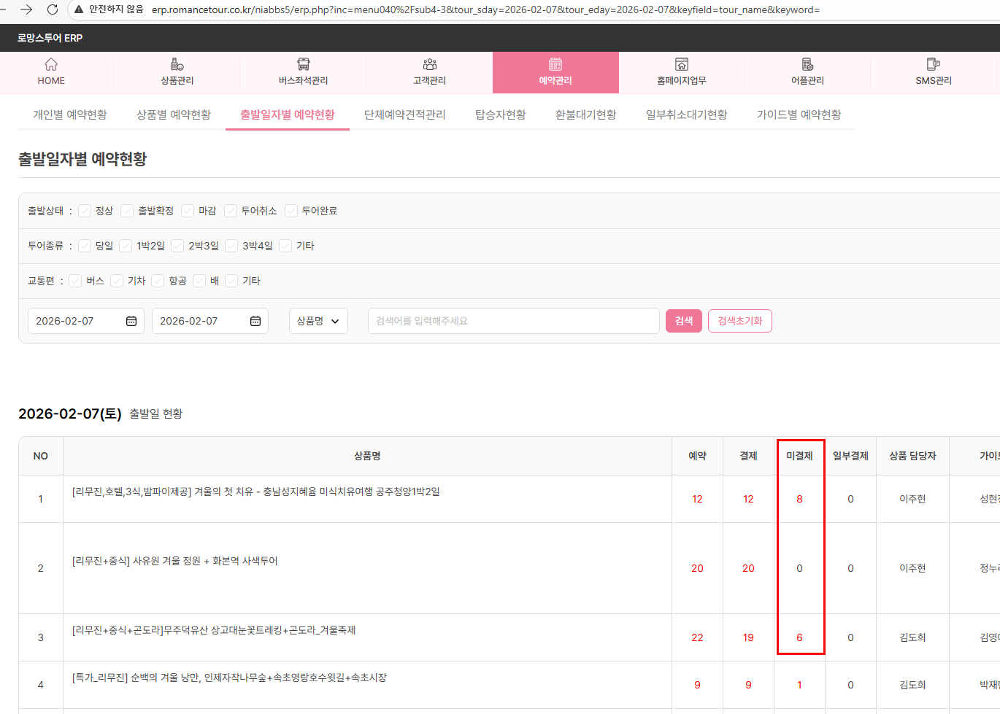 안전하지 않음 erp.romancetour.co.kr/niabbs5/erp.php?inc=menu040%2Fsub4-3&tour_sday=2026-02-07&tour_eday=2026-02-07&keyfield=tour_name&keyword=
로망스투어 ERP
HOME 상품관리 버스좌석관리 고객관리 예약관리 홈페이지업무 어플관리 SMS관리
개인별 예약현황 상품별 예약현황 출발일자별 예약현황 단체예약견적관리 탑승자현황 환불대기현황 일부취소대기현황 가이드별 예약현황
출발일자별 예약현황
출발상태 : 정상 출발확정 마감 투어취소 투어완료
투어종류 : 당일 1박2일 2박3일 3박4일 기타
교통편 : 버스 기차 항공 배 기타
2026-02-07 2026-02-07 상품명 검색어를 입력해주세요 검색 검색초기화
2026-02-07(토) 출발일 현황
NO 상품명 예약 결제 미결제 일부결제 상품 담당자
1 [리무진,호텔,3식,밤파이제공] 겨울의 첫 치유 - 충남성지혜윰 미식치유여행 공주청양1박2일 12 12 8 0 이주현
2 [리무진+중식] 사유원 겨울 정원 + 화본역 사색투어 20 20 0 0 이주현
3 [리무진+중식+곤도라]무주덕유산 상고대눈꽃트레킹+곤도라_겨울축제 22 19 6 0 김도희
4 [특가_리무진] 순백의 겨울 낭만, 인제자작나무숲+속초영랑호수윗길+속초시장 9 9 1 0 김도희